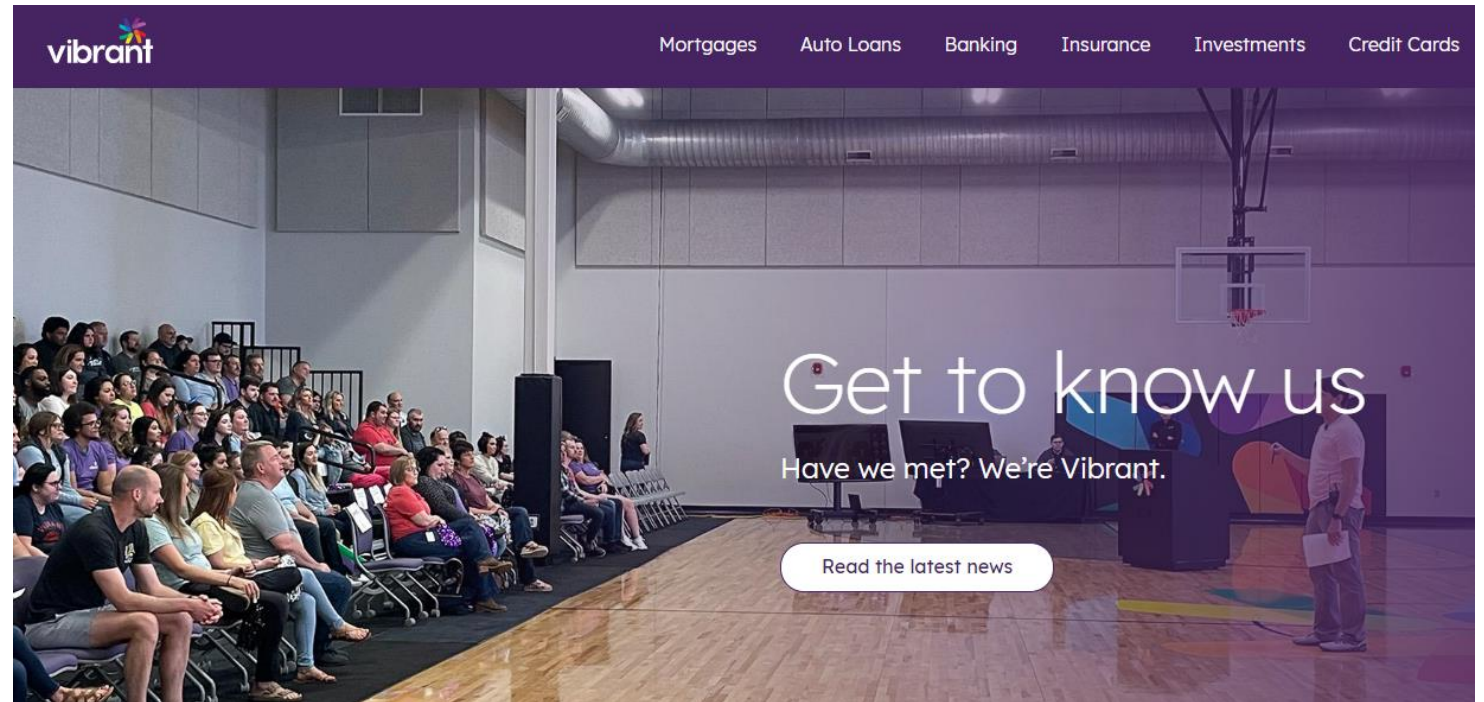 vibrant
Mortgages Auto Loans Banking Insurance Investments Credit Cards
Get to know us
Have we met? We’re Vibrant.
Read the latest news